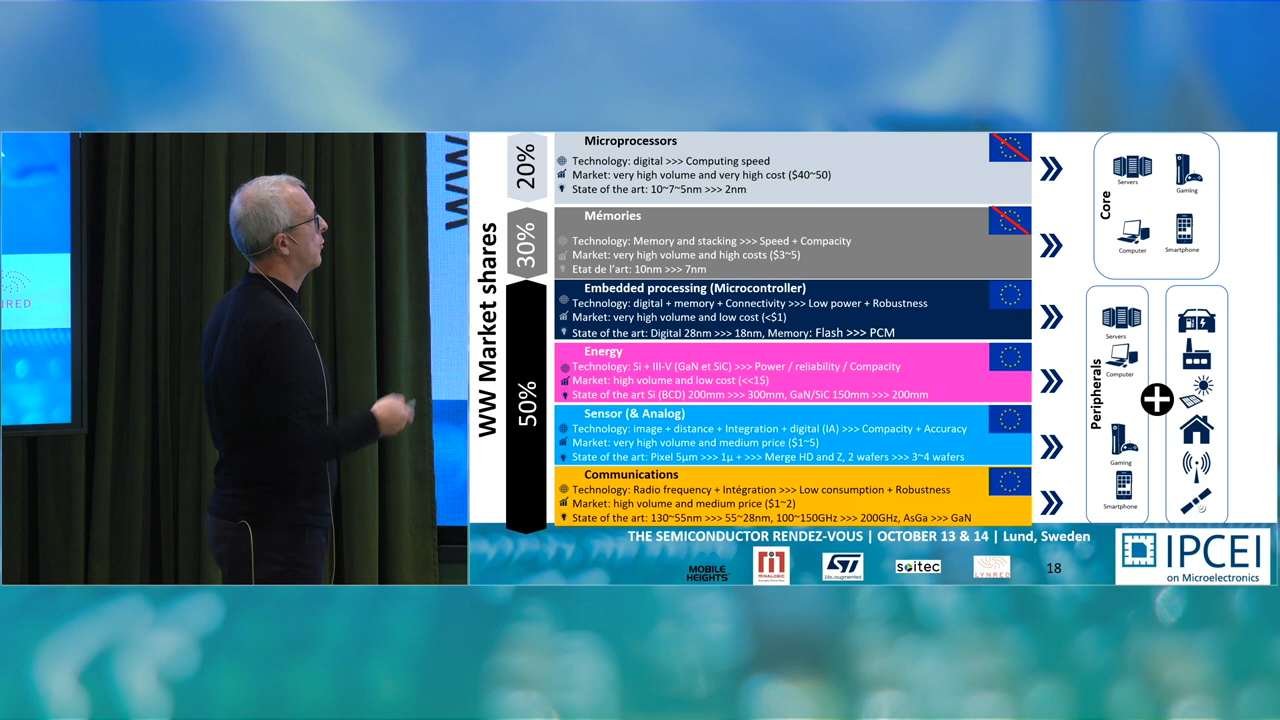 WW
IRED
WW Market shares
20%
30%
50%
Microprocessors
Technology: digital >>> Computing speed
Market: very high volume and very high cost ($40~50)
State of the art: 10~7~5nm >>> 2nm
Mémories
Technology: Memory and stacking >>> Speed + Compacity
Market: very high volume and high costs ($3~5)
Etat de l'art: 10nm >>> 7nm
Embedded processing (Microcontroller)
Technology: digital + memory + Connectivity >>> Low power + Robustness
Market: very high volume and low cost (<$1)
State of the art: Digital 28nm >>> 18nm, Memory: Flash >>> PCM
Energy
Technology: Si + III-V (GaN et SiC) >>> Power / reliability / Compacity
Market: high volume and low cost (<<1$)
State of the art Si (BCD) 200mm >>> 300mm, GaN/SiC 150mm >>> 200mm
Sensor (& Analog)
Technology: image + distance + Integration + digital (IA) >>> Compacity + Accuracy
Market: very high volume and medium price ($1~5)
State of the art: Pixel 5µm >>> 1µ + >>> Merge HD and Z, 2 wafers >>> 3~4 wafers
Communications
Technology: Radio frequency + Intégration >>> Low consumption + Robustness
Market: high volume and medium price ($1~2)
State of the art: 130~55nm >>> 55~28nm, 100~150GHz >>> 200GHz, AsGa >>> GaN
Core
Servers
Gaming
Computer
Smartphone
Peripherals
Servers
Computer
Gaming
Smartphone
THE SEMICONDUCTOR RENDEZ-VOUS | OCTOBER 13 & 14 | Lund, Sweden
MOBILE
HEIGHTS
MINALOGIC
ST
life.augmented
soitec
LYNRED
18
IPCEI
on Microelectronics